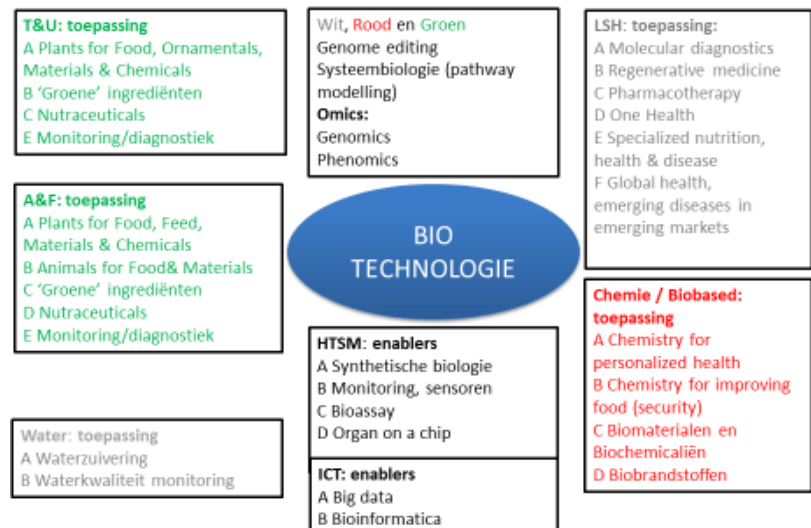 T&U: toepassing
A Plants for Food, Ornamentals,
Materials & Chemicals
B 'Groene' ingrediënten
C Nutraceuticals
E Monitoring/diagnostiek
Wit, Rood en Groen
Genome editing
Systeembiologie (pathway
modelling)
Omics:
Genomics
Phenomics
LSH: toepassing:
A Molecular diagnostics
B Regenerative medicine
C Pharmacotherapy
D One Health
E Specialized nutrition,
health & disease
F Global health,
emerging diseases in
emerging markets
A&F: toepassing
A Plants for Food, Feed,
Materials & Chemicals
B Animals for Food& Materials
C 'Groene' ingrediënten
D Nutraceuticals
E Monitoring/diagnostiek
BIO
TECHNOLOGIE
Chemie / Biobased:
toepassing
A Chemistry for
personalized health
B Chemistry for improving
food (security)
C Biomaterialen en
Biochemicaliën
D Biobrandstoffen
HTSM: enablers
A Synthetische biologie
B Monitoring, sensoren
C Bioassay
D Organ on a chip
Water: toepassing
A Waterzuivering
B Waterkwaliteit monitoring
ICT: enablers
A Big data
B Bioinformatica